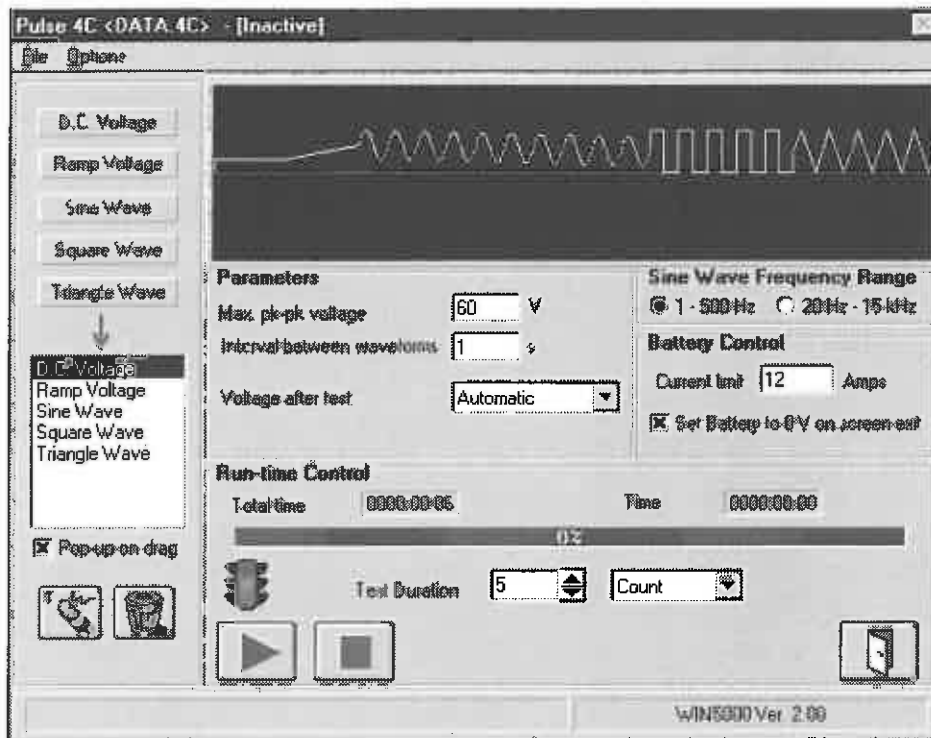 Pulse 4C <DATA.4C> - [Inactive]
File Options
D.C. Voltage
Ramp Voltage
Sine Wave
Square Wave
Triangle Wave
D.C. Voltage
Ramp Voltage
Sine Wave
Square Wave
Triangle Wave
Pop-up on drag
Parameters
Max. pk-pk voltage 60 V
Interval between waveforms 1 s
Voltage after test Automatic
Sine Wave Frequency Range
1 - 500 Hz 20Hz - 15 kHz
Battery Control
Current limit 12 Amps
Set Battery to 0V on screen exit
Run-time Control
Total time 0000:00:05 Time 0000:00:00
0%
Test Duration 5 Count
WIN5000 Ver. 2.00